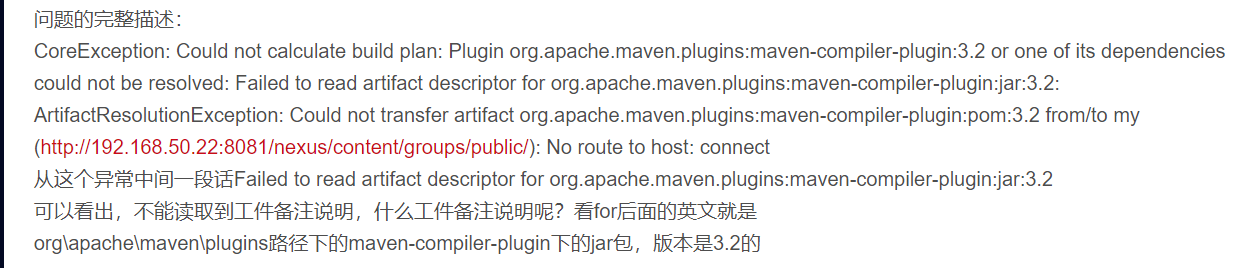 问题的完整描述：
CoreException: Could not calculate build plan: Plugin org.apache.maven.plugins:maven-compiler-plugin:3.2 or one of its dependencies
could not be resolved: Failed to read artifact descriptor for org.apache.maven.plugins:maven-compiler-plugin:jar:3.2:
ArtifactResolutionException: Could not transfer artifact org.apache.maven.plugins:maven-compiler-plugin:pom:3.2 from/to my
(http://192.168.50.22:8081/nexus/content/groups/public/): No route to host: connect
从这个异常中间一段话Failed to read artifact descriptor for org.apache.maven.plugins:maven-compiler-plugin:jar:3.2
可以看出，不能读取到工件备注说明，什么工件备注说明呢？看for后面的英文就是
org\apache\maven\plugins路径下的maven-compiler-plugin下的jar包，版本是3.2的